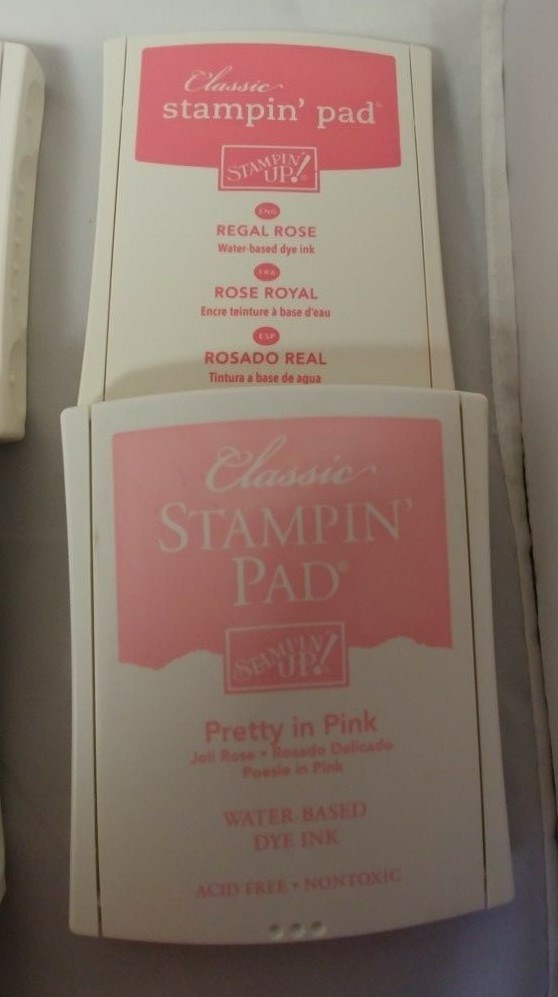 Classic
stampin' pad®
STAMPIN' UP!®
ENG
REGAL ROSE
Water-based dye ink
FRA
ROSE ROYAL
Encre teinture à base d'eau
ESP
ROSADO REAL
Tintura a base de agua
Classic
STAMPIN'
PAD®
STAMPIN' UP!
Pretty in Pink
Joli Rose • Rosado Delicado
Poesie in Pink
WATER-BASED
DYE INK
ACID FREE • NONTOXIC